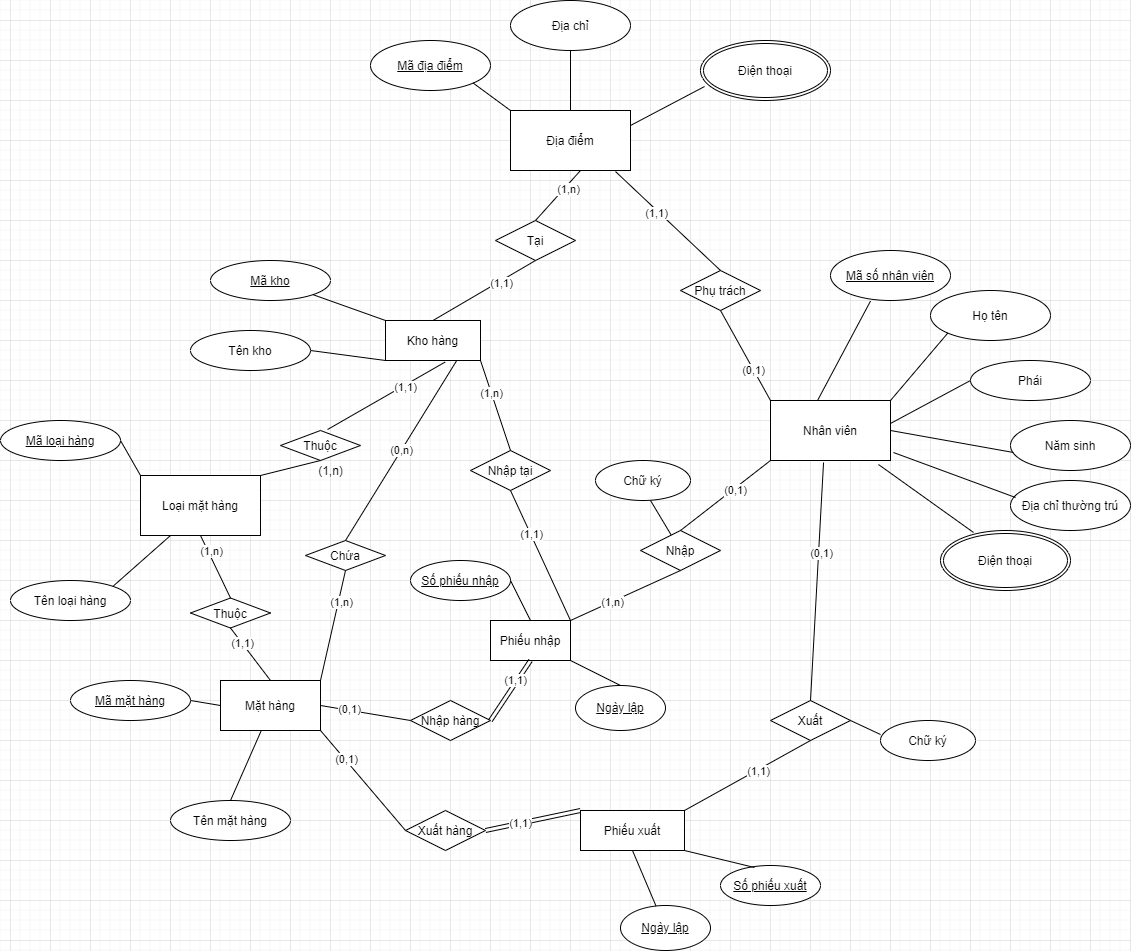 Địa chỉ
Mã địa điểm
Điện thoại
Địa điểm
(1,n)
(1,1)
Tại
Mã kho
(1,1)
Mã số nhân viên
Phụ trách
Họ tên
Kho hàng
Tên kho
(0,1)
Phái
(1,1)
(1,n)
Nhân viên
Mã loại hàng
Thuộc
(0,n)
Năm sinh
(1,n)
Nhập tại
Chữ ký
(0,1)
Loại mặt hàng
Địa chỉ thường trú
(1,1)
(1,n)
Chứa
Nhập
(0,1)
Điện thoại
Số phiếu nhập
Tên loại hàng
(1,n)
(1,n)
Thuộc
(1,1)
Phiếu nhập
(1,1)
Mã mặt hàng
Mặt hàng
(0,1)
Nhập hàng
Ngày lập
Xuất
Chữ ký
(0,1)
(1,1)
Tên mặt hàng
Xuất hàng
(1,1)
Phiếu xuất
Số phiếu xuất
Ngày lập